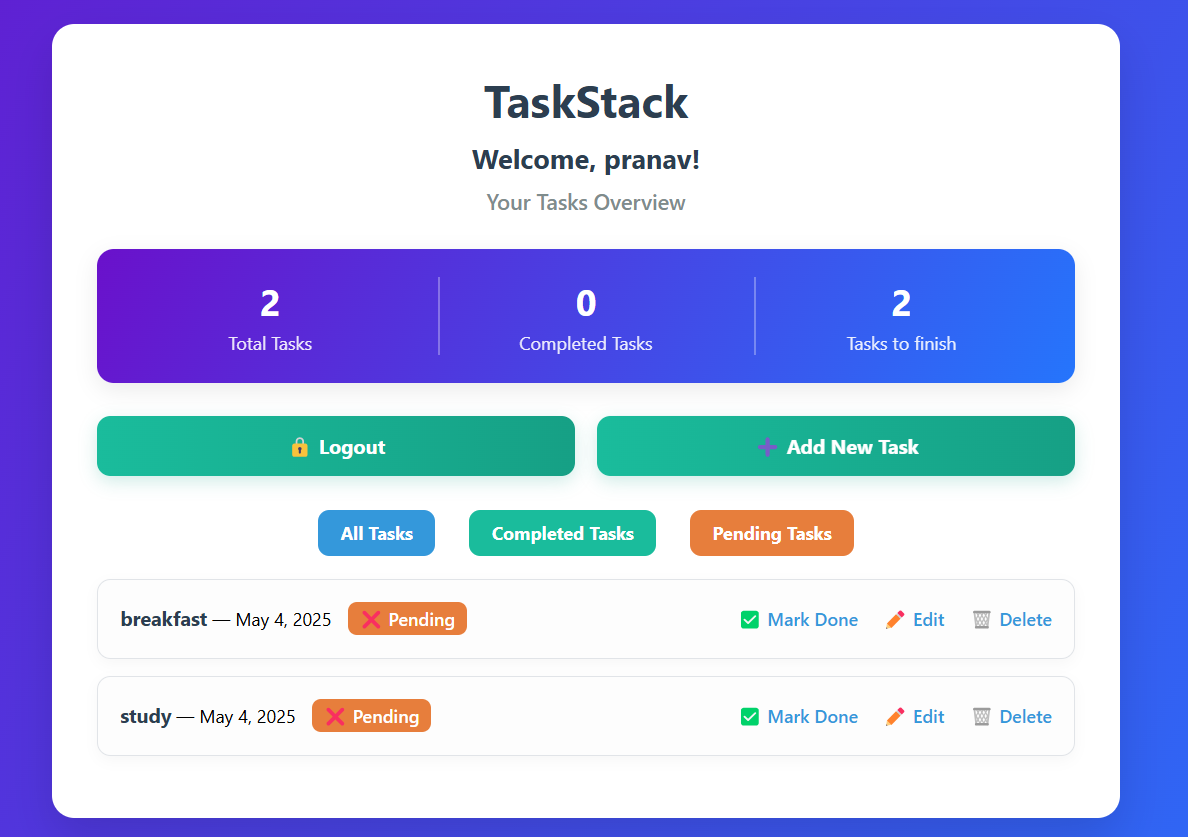 TaskStack
Welcome, pranav!
Your Tasks Overview
2
Total Tasks
0
Completed Tasks
2
Tasks to finish
🔒 Logout
➕ Add New Task
All Tasks
Completed Tasks
Pending Tasks
breakfast — May 4, 2025 ❌ Pending ✅ Mark Done ✏️ Edit 🗑️ Delete
study — May 4, 2025 ❌ Pending ✅ Mark Done ✏️ Edit 🗑️ Delete